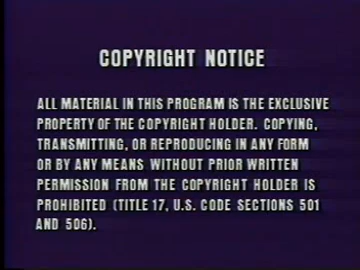 COPYRIGHT NOTICE
ALL MATERIAL IN THIS PROGRAM IS THE EXCLUSIVE
PROPERTY OF THE COPYRIGHT HOLDER. COPYING,
TRANSMITTING, OR REPRODUCING IN ANY FORM
OR BY ANY MEANS WITHOUT PRIOR WRITTEN
PERMISSION FROM THE COPYRIGHT HOLDER IS
PROHIBITED (TITLE 17, U.S. CODE SECTIONS 501
AND 506).